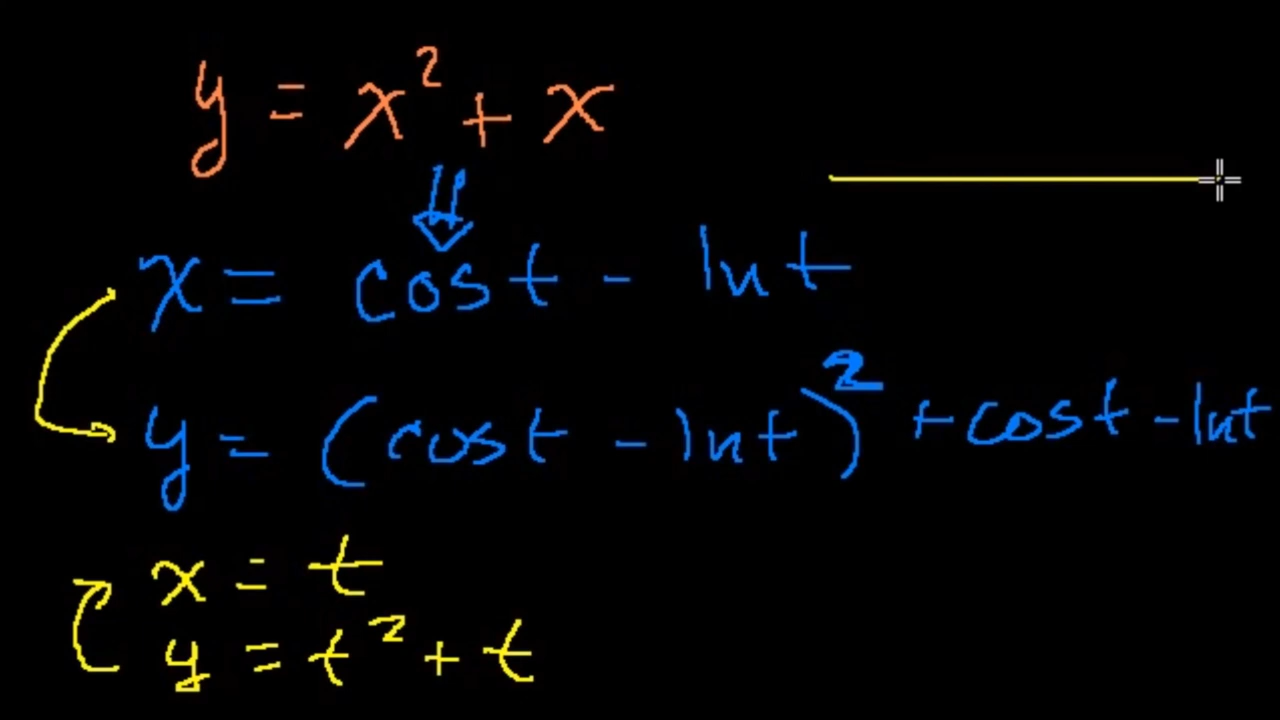 y = x² + x
x = cos t - ln t
y = (cos t - ln t)² + cos t - ln t
x = t
y = t² + t